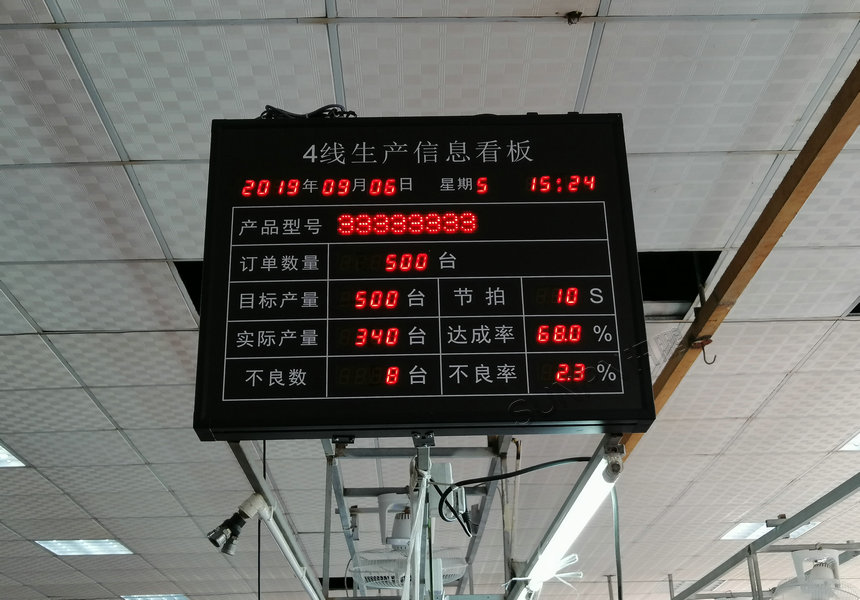 4线生产信息看板
2019年09月06日 星期5 15:24
产品型号 33333333
订单数量 500台
目标产量 500台 节拍 10 S
实际产量 340台 达成率 68.0 %
不良数 8台 不良率 2.3 %